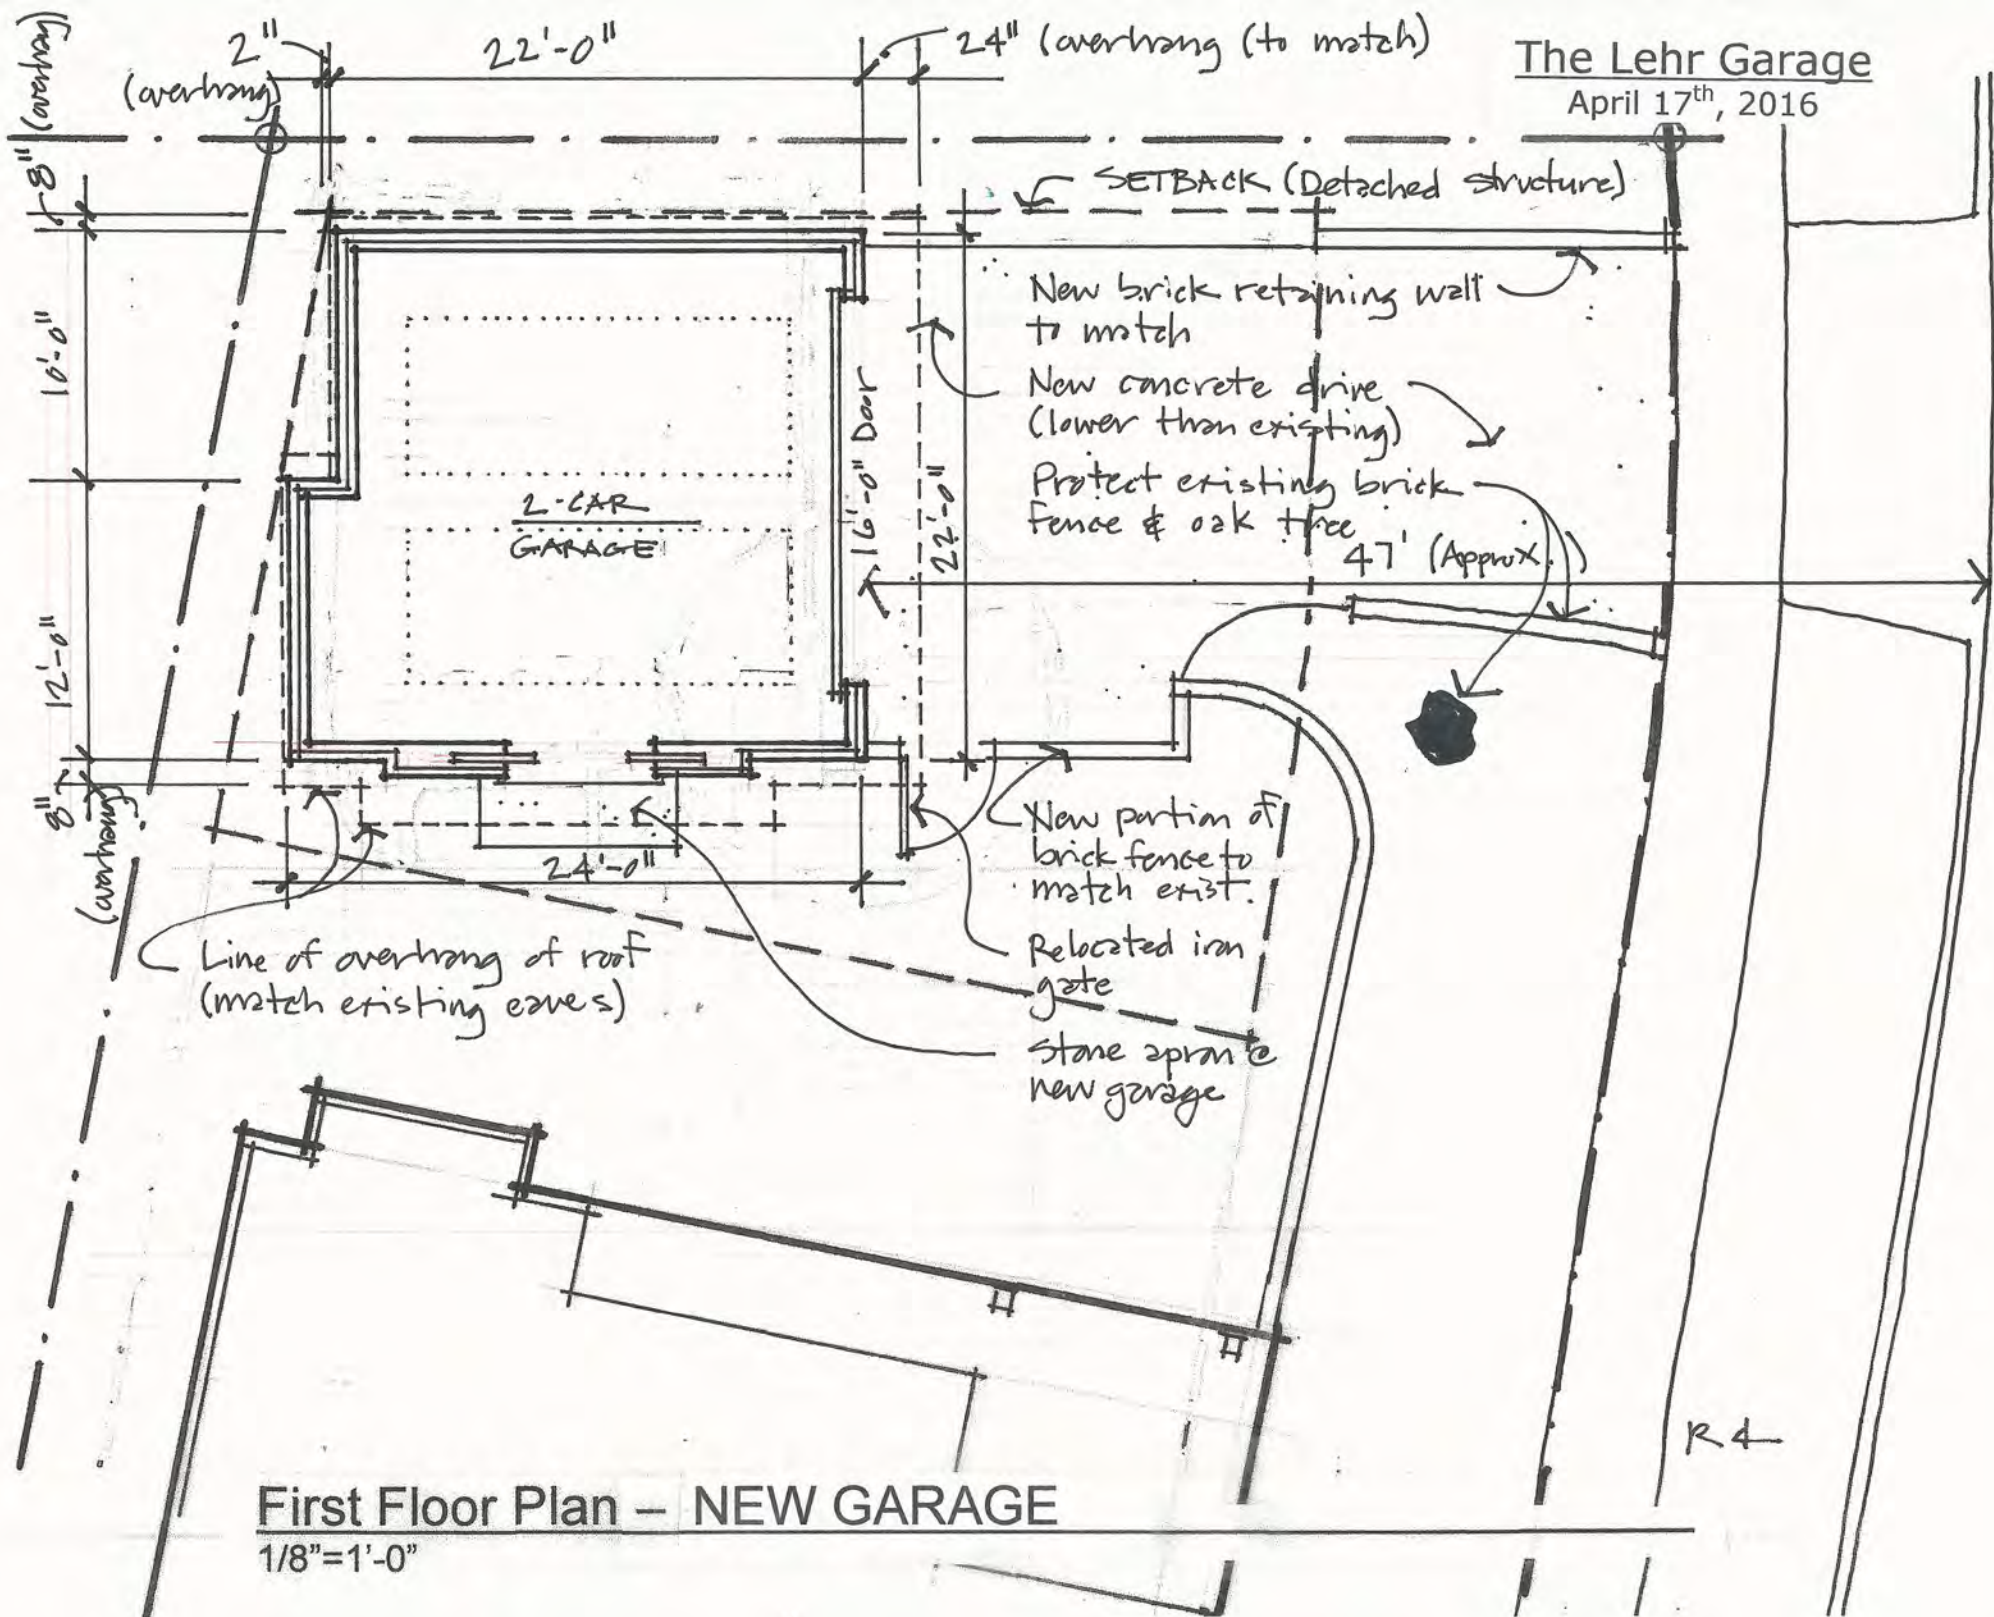 The Lehr Garage
April 17th, 2016
2"
(overhang)
22'-0"
24" (overhang (to match)
8" (overhang)
SETBACK (Detached structure)
New brick retaining wall
to match
New concrete drive
(lower than existing)
Protect existing brick
fence & oak tree
47' (Approx.)
10'-0"
12'-0"
8"
(overhang)
2-CAR
GARAGE
16'-0" Door
22'-0"
24'-0"
New portion of
brick fence to
match exist.
Relocated iron
gate
Stone apron @
new garage
Line of overhang of roof
(match existing eaves)
R4
First Floor Plan – NEW GARAGE
1/8"=1'-0"